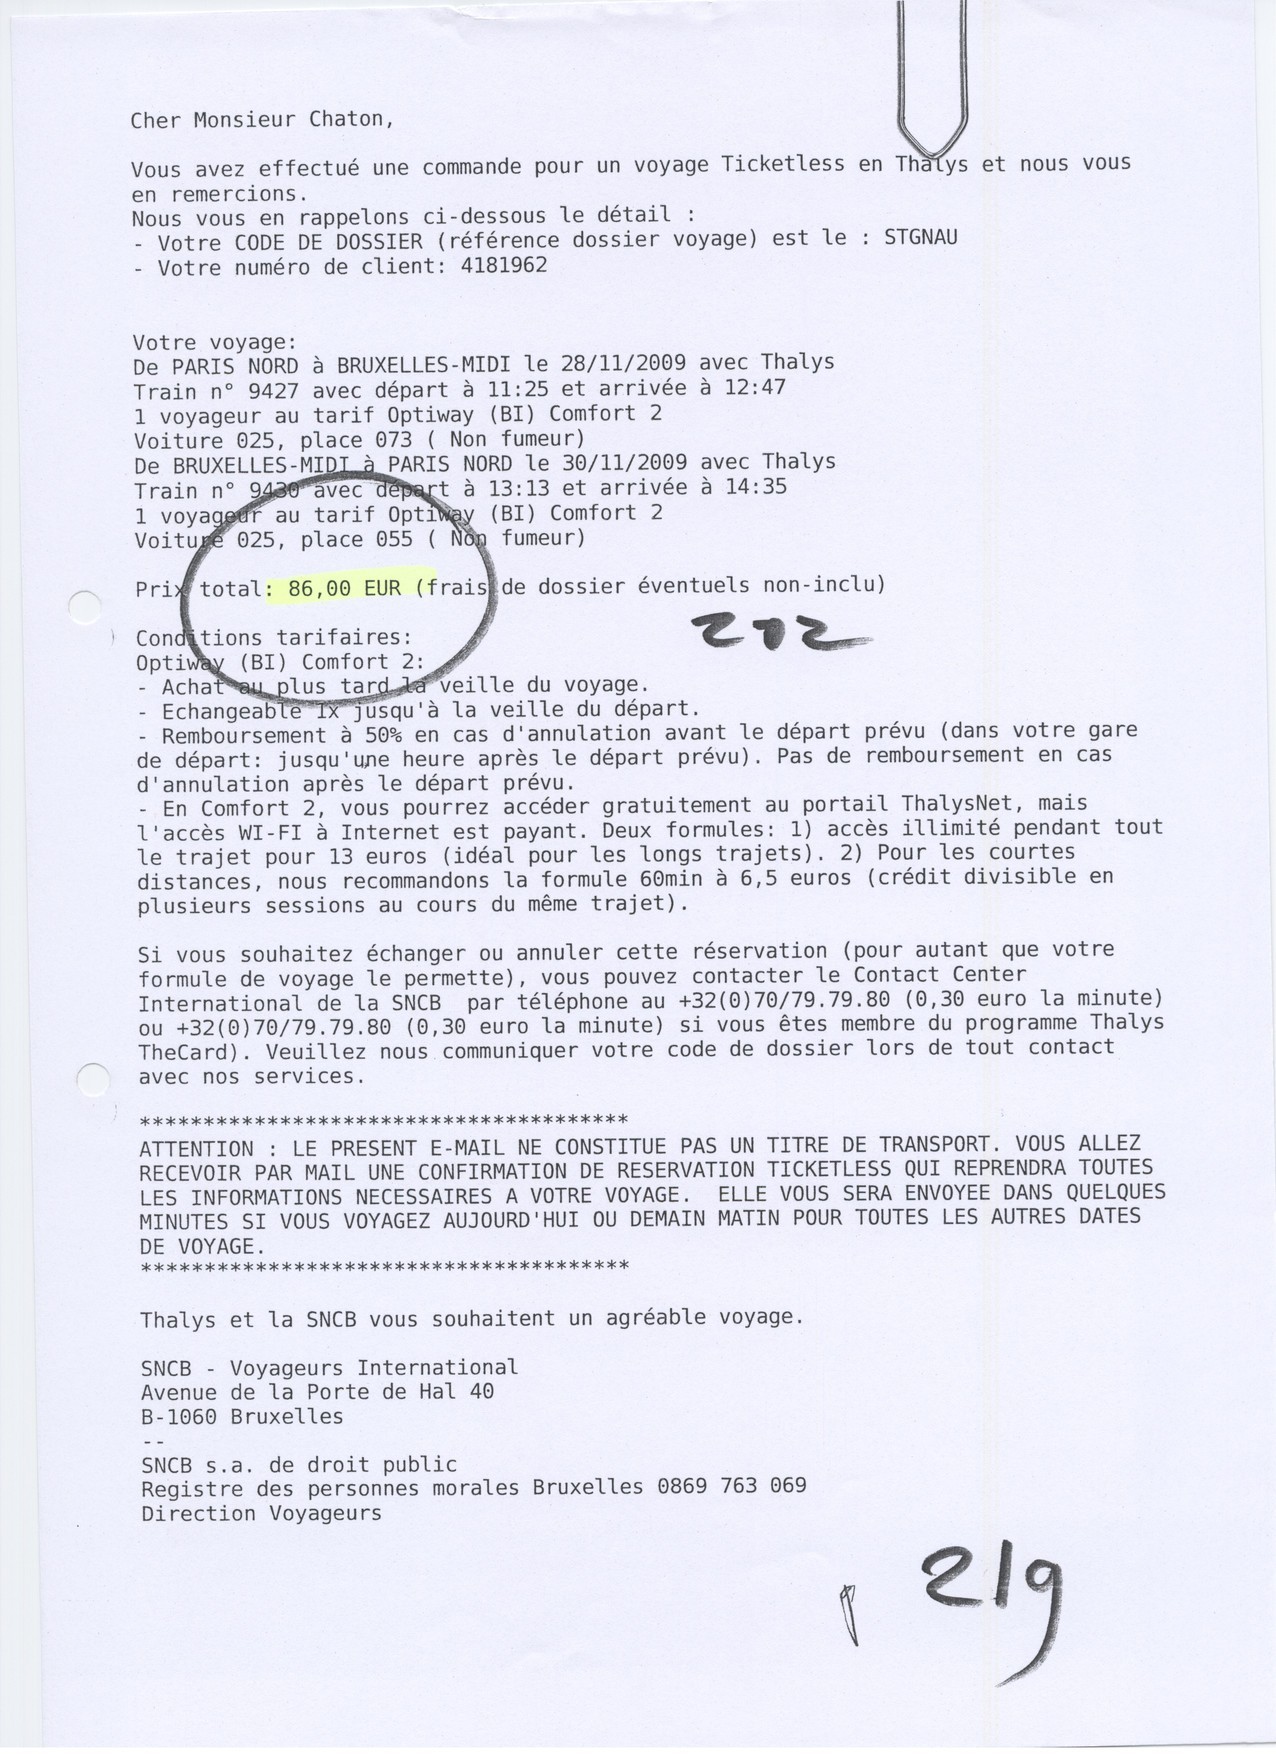 Cher Monsieur Chaton,
Vous avez effectué une commande pour un voyage Ticketless en Thalys et nous vous
en remercions.
Nous vous en rappelons ci-dessous le détail :
- Votre CODE DE DOSSIER (référence dossier voyage) est le : STGNAU
- Votre numéro de client: 4181962
Votre voyage:
De PARIS NORD à BRUXELLES-MIDI le 28/11/2009 avec Thalys
Train n° 9427 avec départ à 11:25 et arrivée à 12:47
1 voyageur au tarif Optiway (BI) Comfort 2
Voiture 025, place 073 ( Non fumeur)
De BRUXELLES-MIDI à PARIS NORD le 30/11/2009 avec Thalys
Train n° 9430 avec départ à 13:13 et arrivée à 14:35
1 voyageur au tarif Optiway (BI) Comfort 2
Voiture 025, place 055 ( Non fumeur)
Prix total: 86,00 EUR (frais de dossier éventuels non-inclu)
272
Conditions tarifaires:
Optiway (BI) Comfort 2:
- Achat au plus tard la veille du voyage.
- Echangeable 1x jusqu'à la veille du départ.
- Remboursement à 50% en cas d'annulation avant le départ prévu (dans votre gare
de départ: jusqu'une heure après le départ prévu). Pas de remboursement en cas
d'annulation après le départ prévu.
- En Comfort 2, vous pourrez accéder gratuitement au portail ThalysNet, mais
l'accès WI-FI à Internet est payant. Deux formules: 1) accès illimité pendant tout
le trajet pour 13 euros (idéal pour les longs trajets). 2) Pour les courtes
distances, nous recommandons la formule 60min à 6,5 euros (crédit divisible en
plusieurs sessions au cours du même trajet).
Si vous souhaitez échanger ou annuler cette réservation (pour autant que votre
formule de voyage le permette), vous pouvez contacter le Contact Center
International de la SNCB  par téléphone au +32(0)70/79.79.80 (0,30 euro la minute)
ou +32(0)70/79.79.80 (0,30 euro la minute) si vous êtes membre du programme Thalys
TheCard). Veuillez nous communiquer votre code de dossier lors de tout contact
avec nos services.
**************************************
ATTENTION : LE PRESENT E-MAIL NE CONSTITUE PAS UN TITRE DE TRANSPORT. VOUS ALLEZ
RECEVOIR PAR MAIL UNE CONFIRMATION DE RESERVATION TICKETLESS QUI REPRENDRA TOUTES
LES INFORMATIONS NECESSAIRES A VOTRE VOYAGE.  ELLE VOUS SERA ENVOYEE DANS QUELQUES
MINUTES SI VOUS VOYAGEZ AUJOURD'HUI OU DEMAIN MATIN POUR TOUTES LES AUTRES DATES
DE VOYAGE.
**************************************
Thalys et la SNCB vous souhaitent un agréable voyage.
SNCB - Voyageurs International
Avenue de la Porte de Hal 40
B-1060 Bruxelles
--
SNCB s.a. de droit public
Registre des personnes morales Bruxelles 0869 763 069
Direction Voyageurs
219